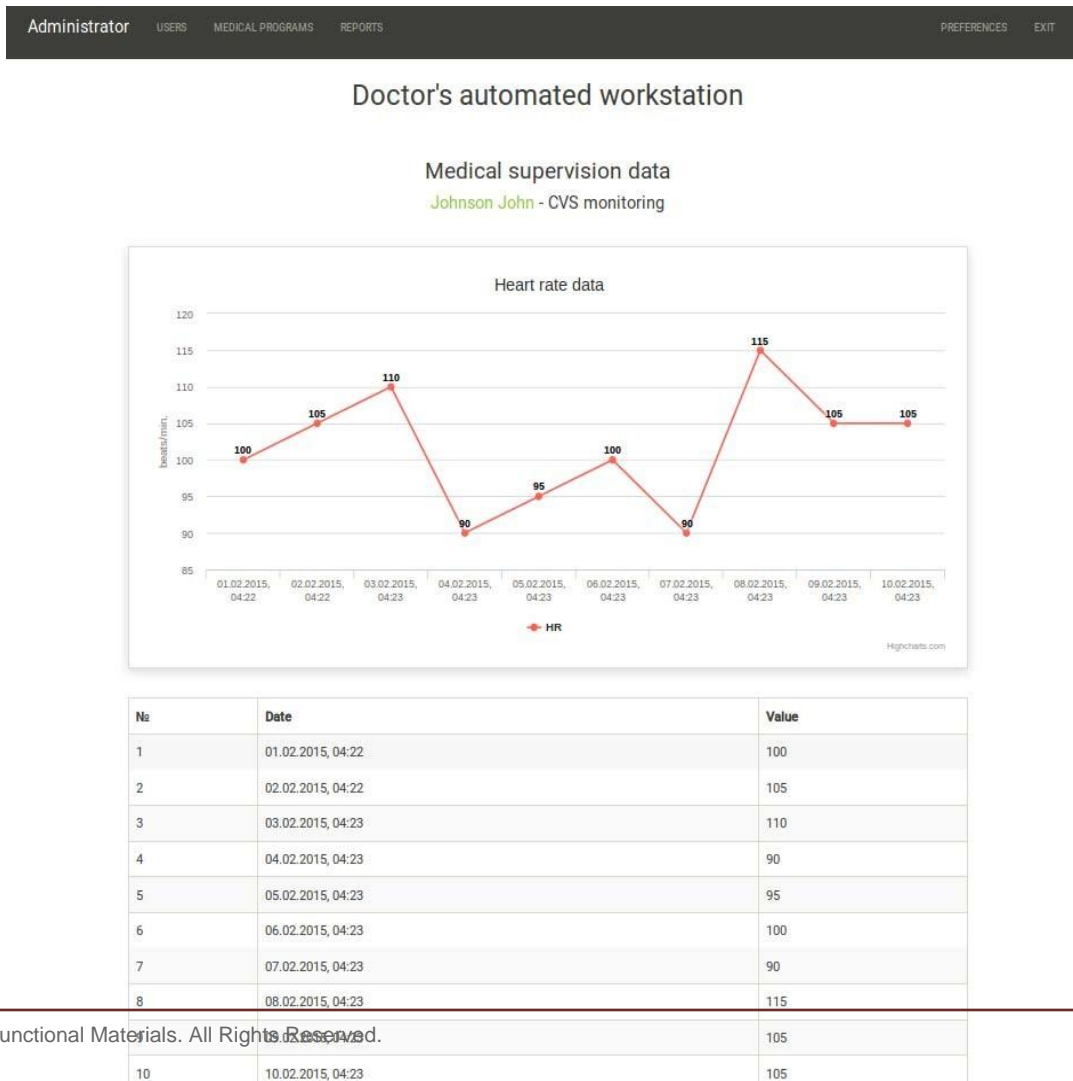 Administrator USERS MEDICAL PROGRAMS REPORTS PREFERENCES EXIT
Doctor's automated workstation
Medical supervision data
Johnson John - CVS monitoring
Heart rate data
120
115
110
105
100
95
90
85
beats/min.
100 105 110 90 95 100 90 115 105 105
01.02.2015, 02.02.2015, 03.02.2015, 04.02.2015, 05.02.2015, 06.02.2015, 07.02.2015, 08.02.2015, 09.02.2015, 10.02.2015,
04:22 04:22 04:23 04:23 04:23 04:23 04:23 04:23 04:23 04:23
HR
Highcharts.com
№ Date Value
1 01.02.2015, 04:22 100
2 02.02.2015, 04:22 105
3 03.02.2015, 04:23 110
4 04.02.2015, 04:23 90
5 05.02.2015, 04:23 95
6 06.02.2015, 04:23 100
7 07.02.2015, 04:23 90
8 08.02.2015, 04:23 115
unctional Materials. All Rights Reserved.
9 09.02.2015, 04:23 105
10 10.02.2015, 04:23 105